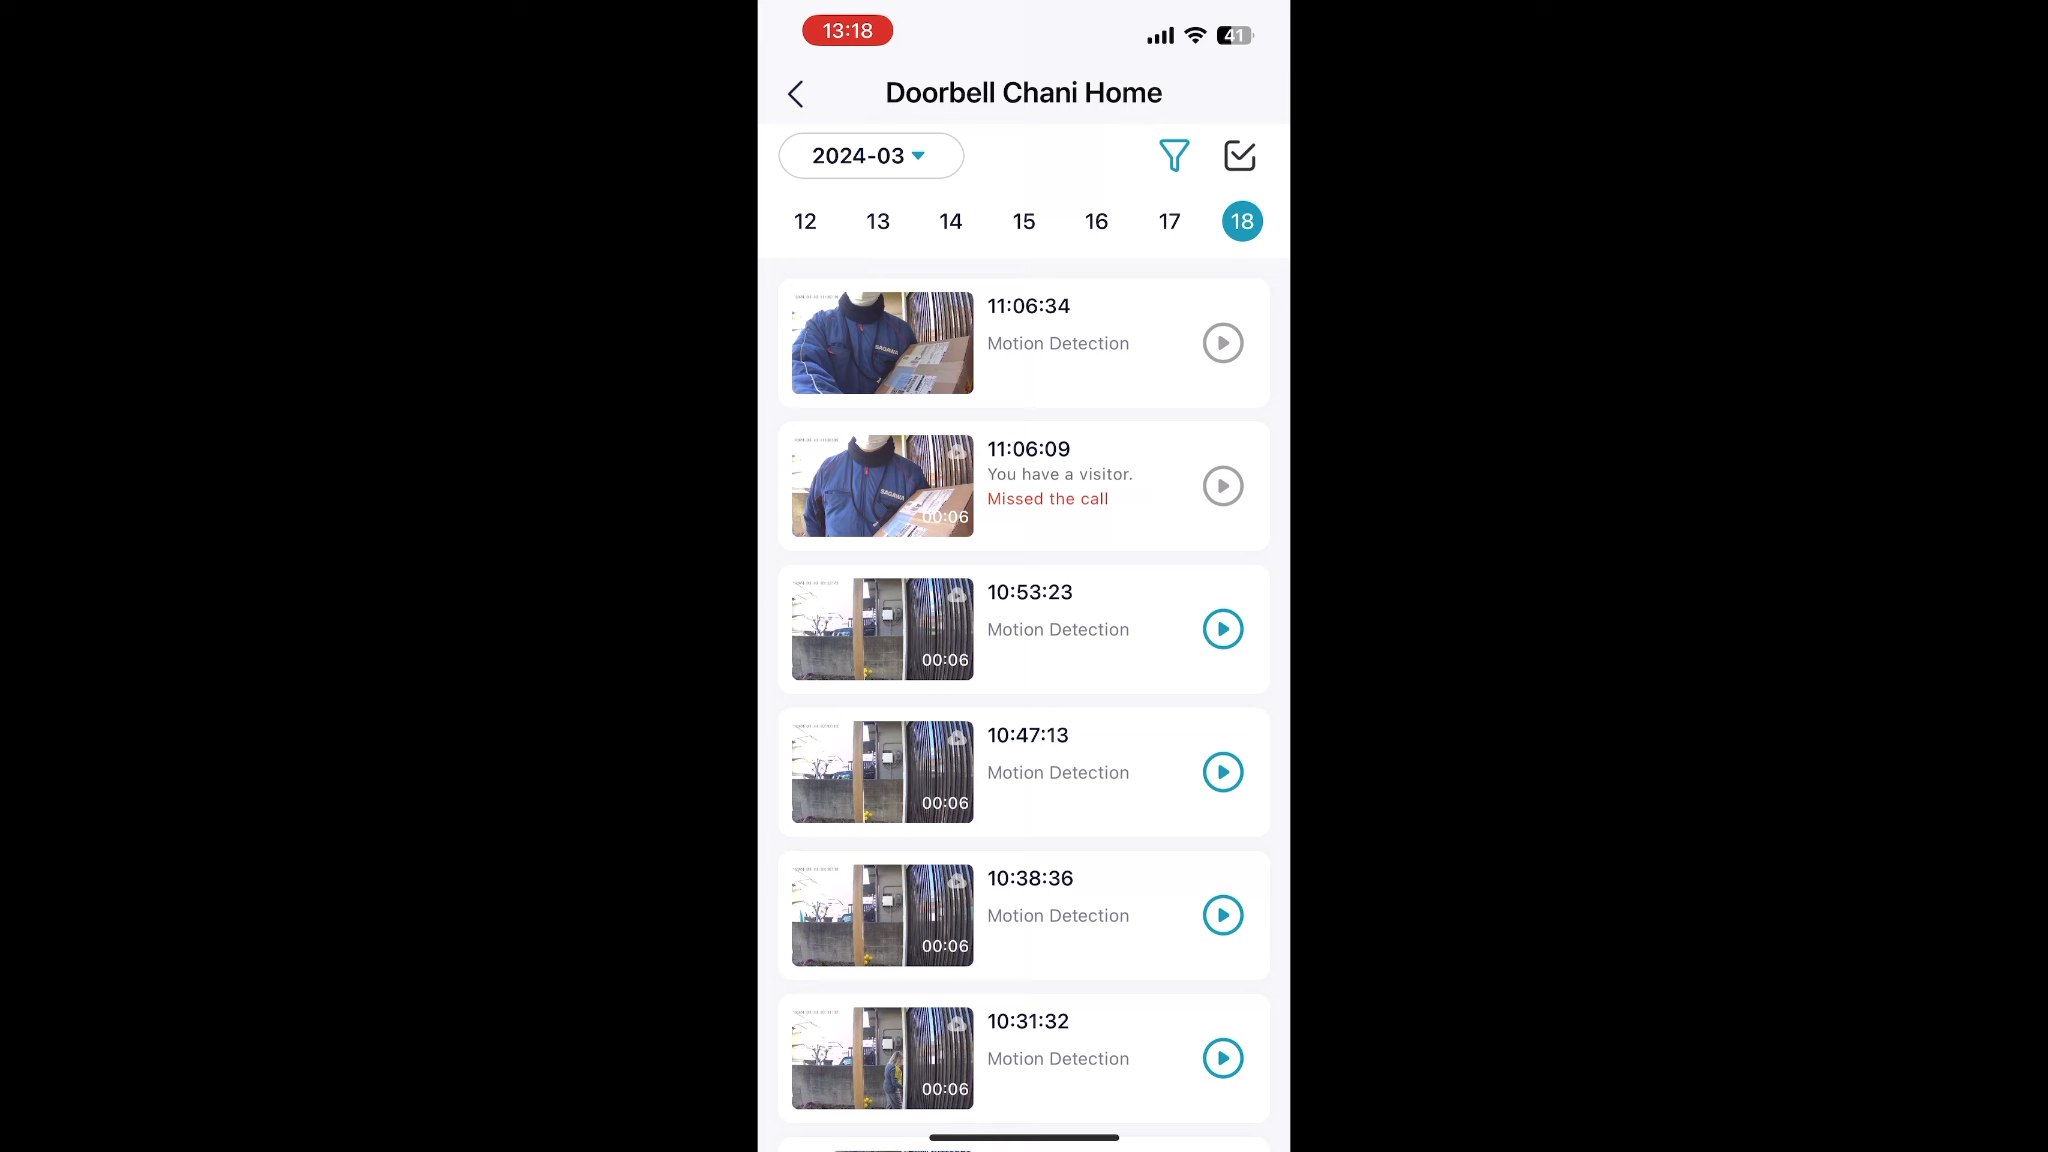 13:18
41
Doorbell Chani Home
2024-03
12 13 14 15 16 17 18
11:06:34
Motion Detection
SAGAWA
11:06:09
You have a visitor.
Missed the call
SAGAWA
00:06
10:53:23
Motion Detection
00:06
10:47:13
Motion Detection
00:06
10:38:36
Motion Detection
00:06
10:31:32
Motion Detection
00:06